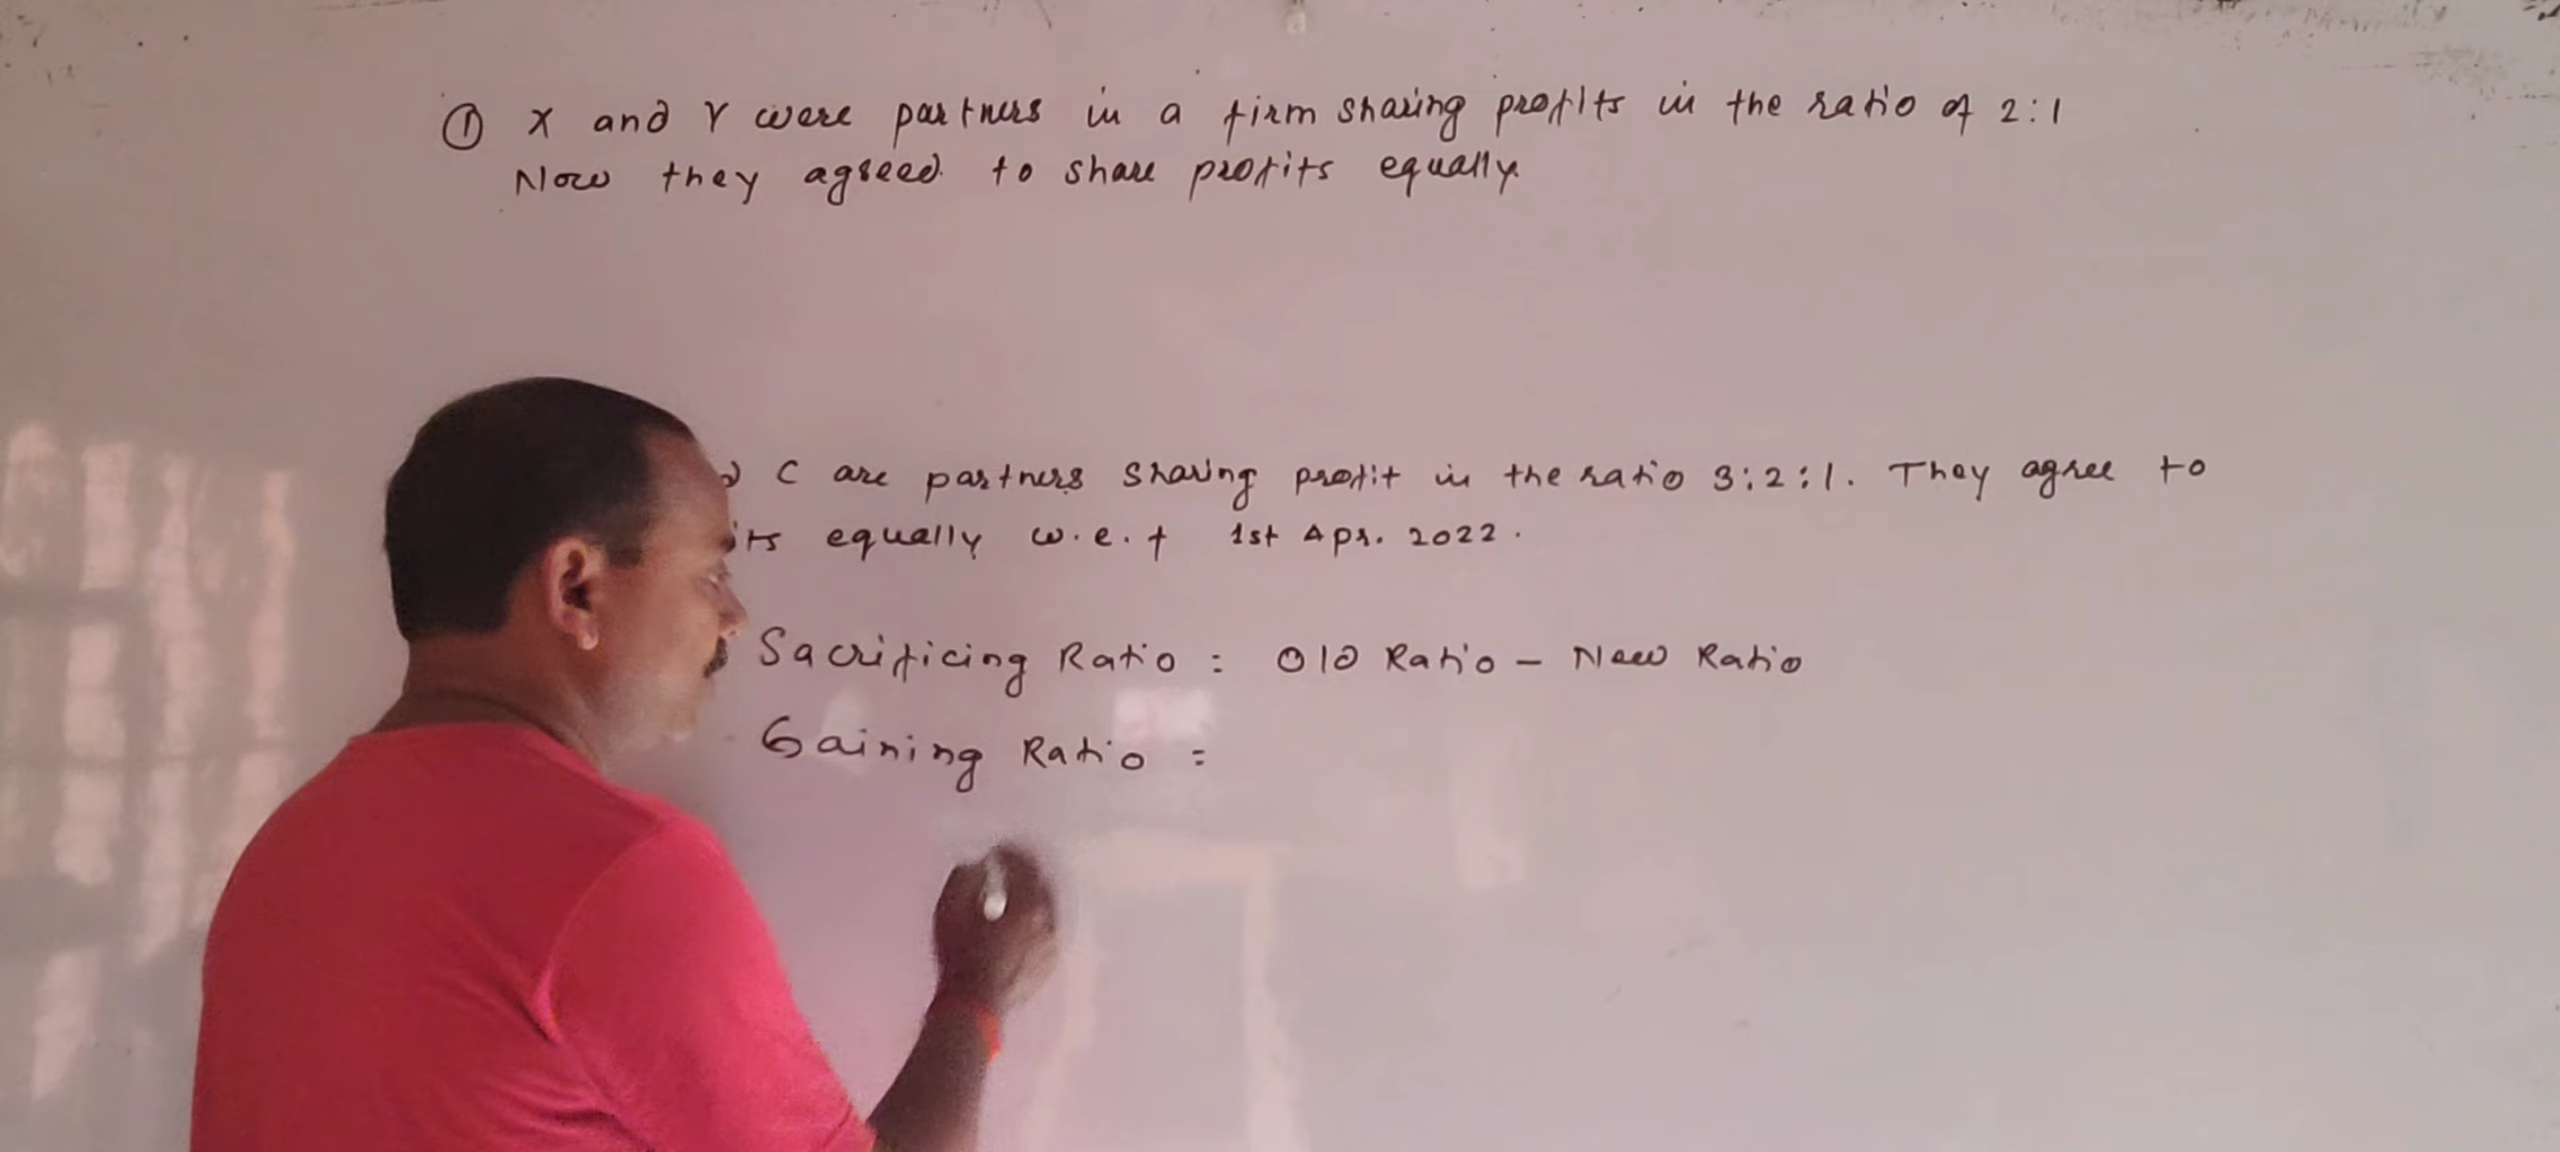 ① X and Y were partners in a firm sharing profits in the ratio of 2:1
Now they agreed to share profits equally
C are partners sharing profit in the ratio 3:2:1. They agree to
equally w.e.f 1st Apr. 2022.
Sacrificing Ratio = Old Ratio - New Ratio
Gaining Ratio =